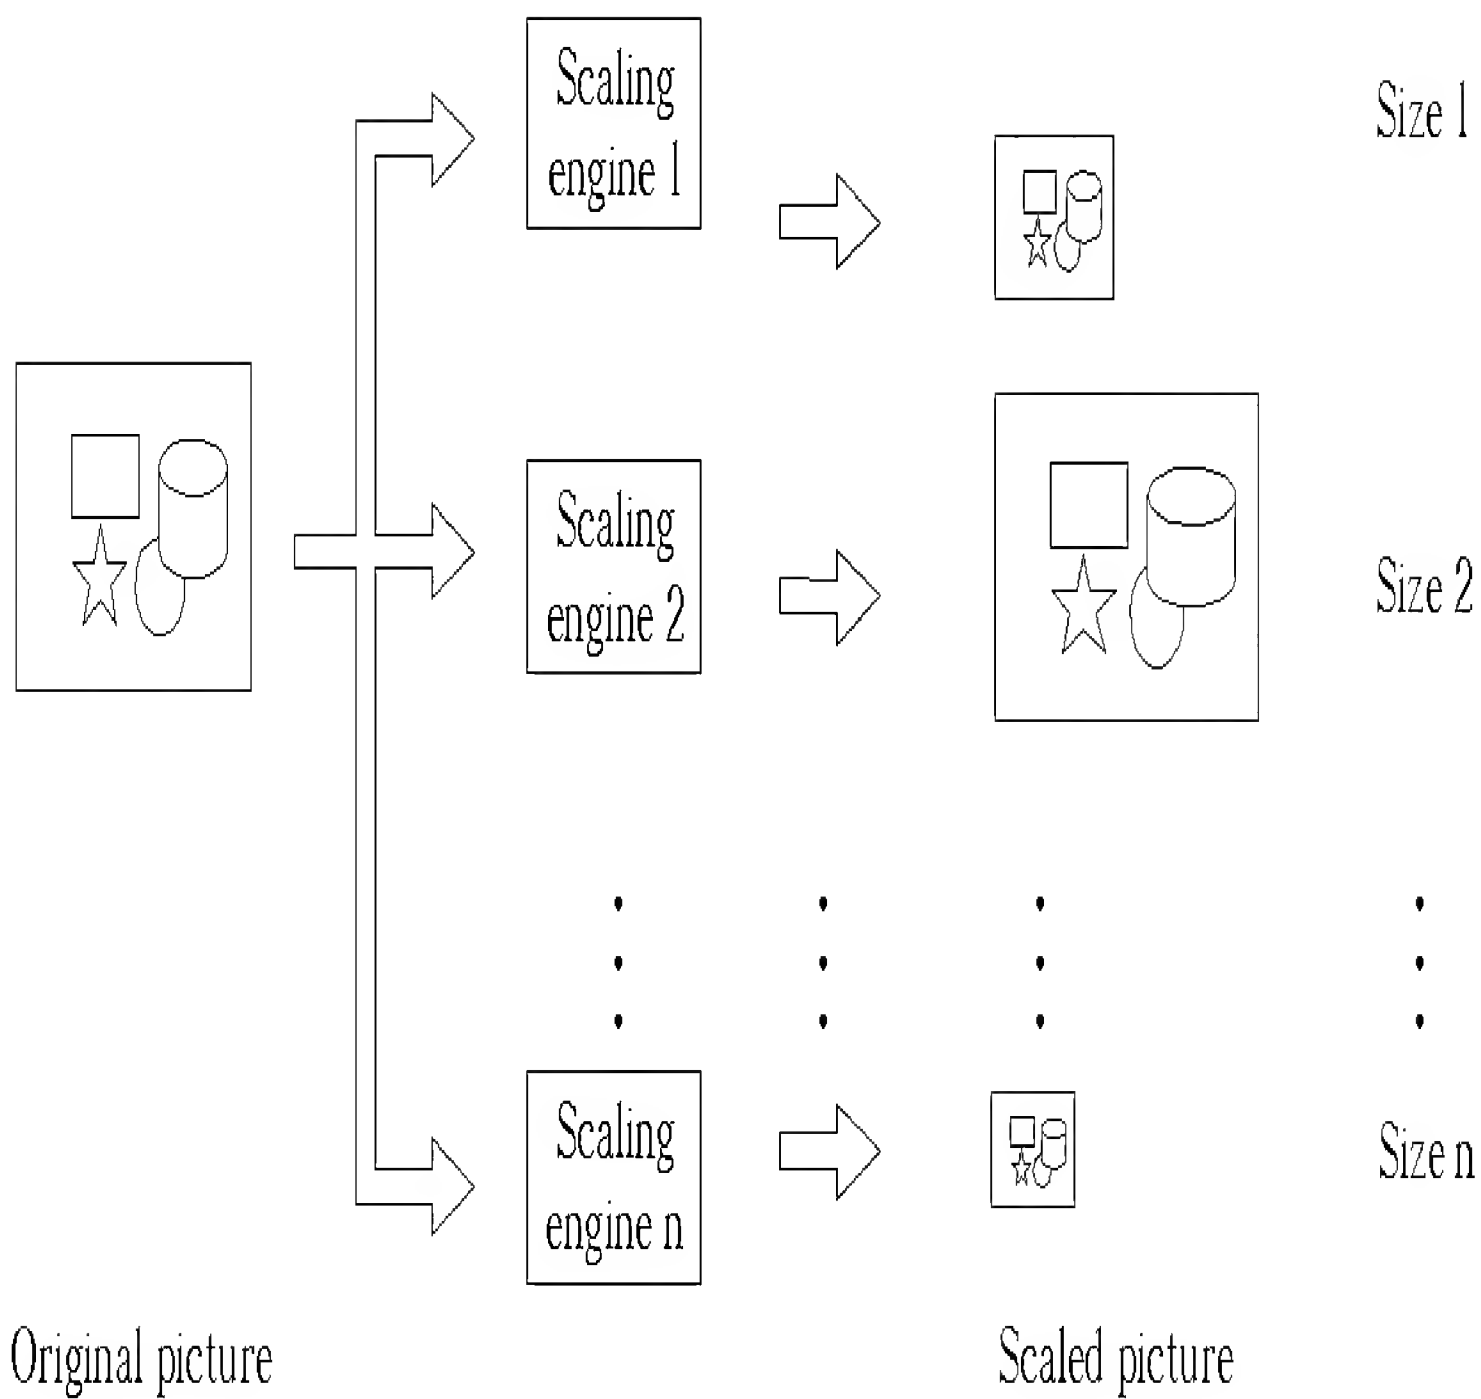 Scaling
engine 1
Size 1
Scaling
engine 2
Size 2
Scaling
engine n
Size n
Original picture
Scaled picture